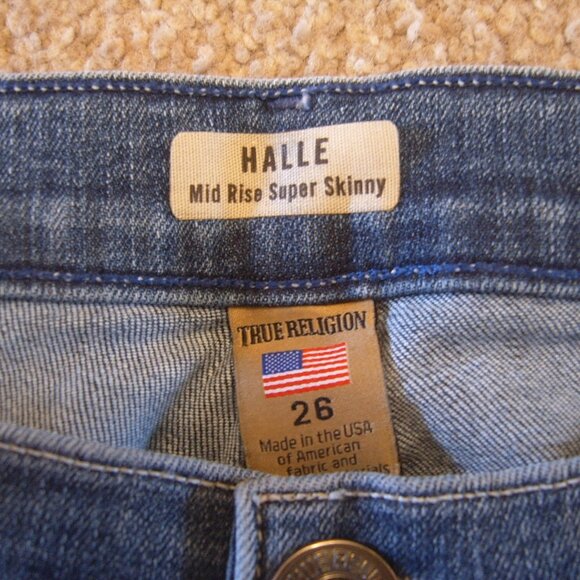 HALLE
Mid Rise Super Skinny
TRUE RELIGION
26
Made in the USA
of American
fabric and